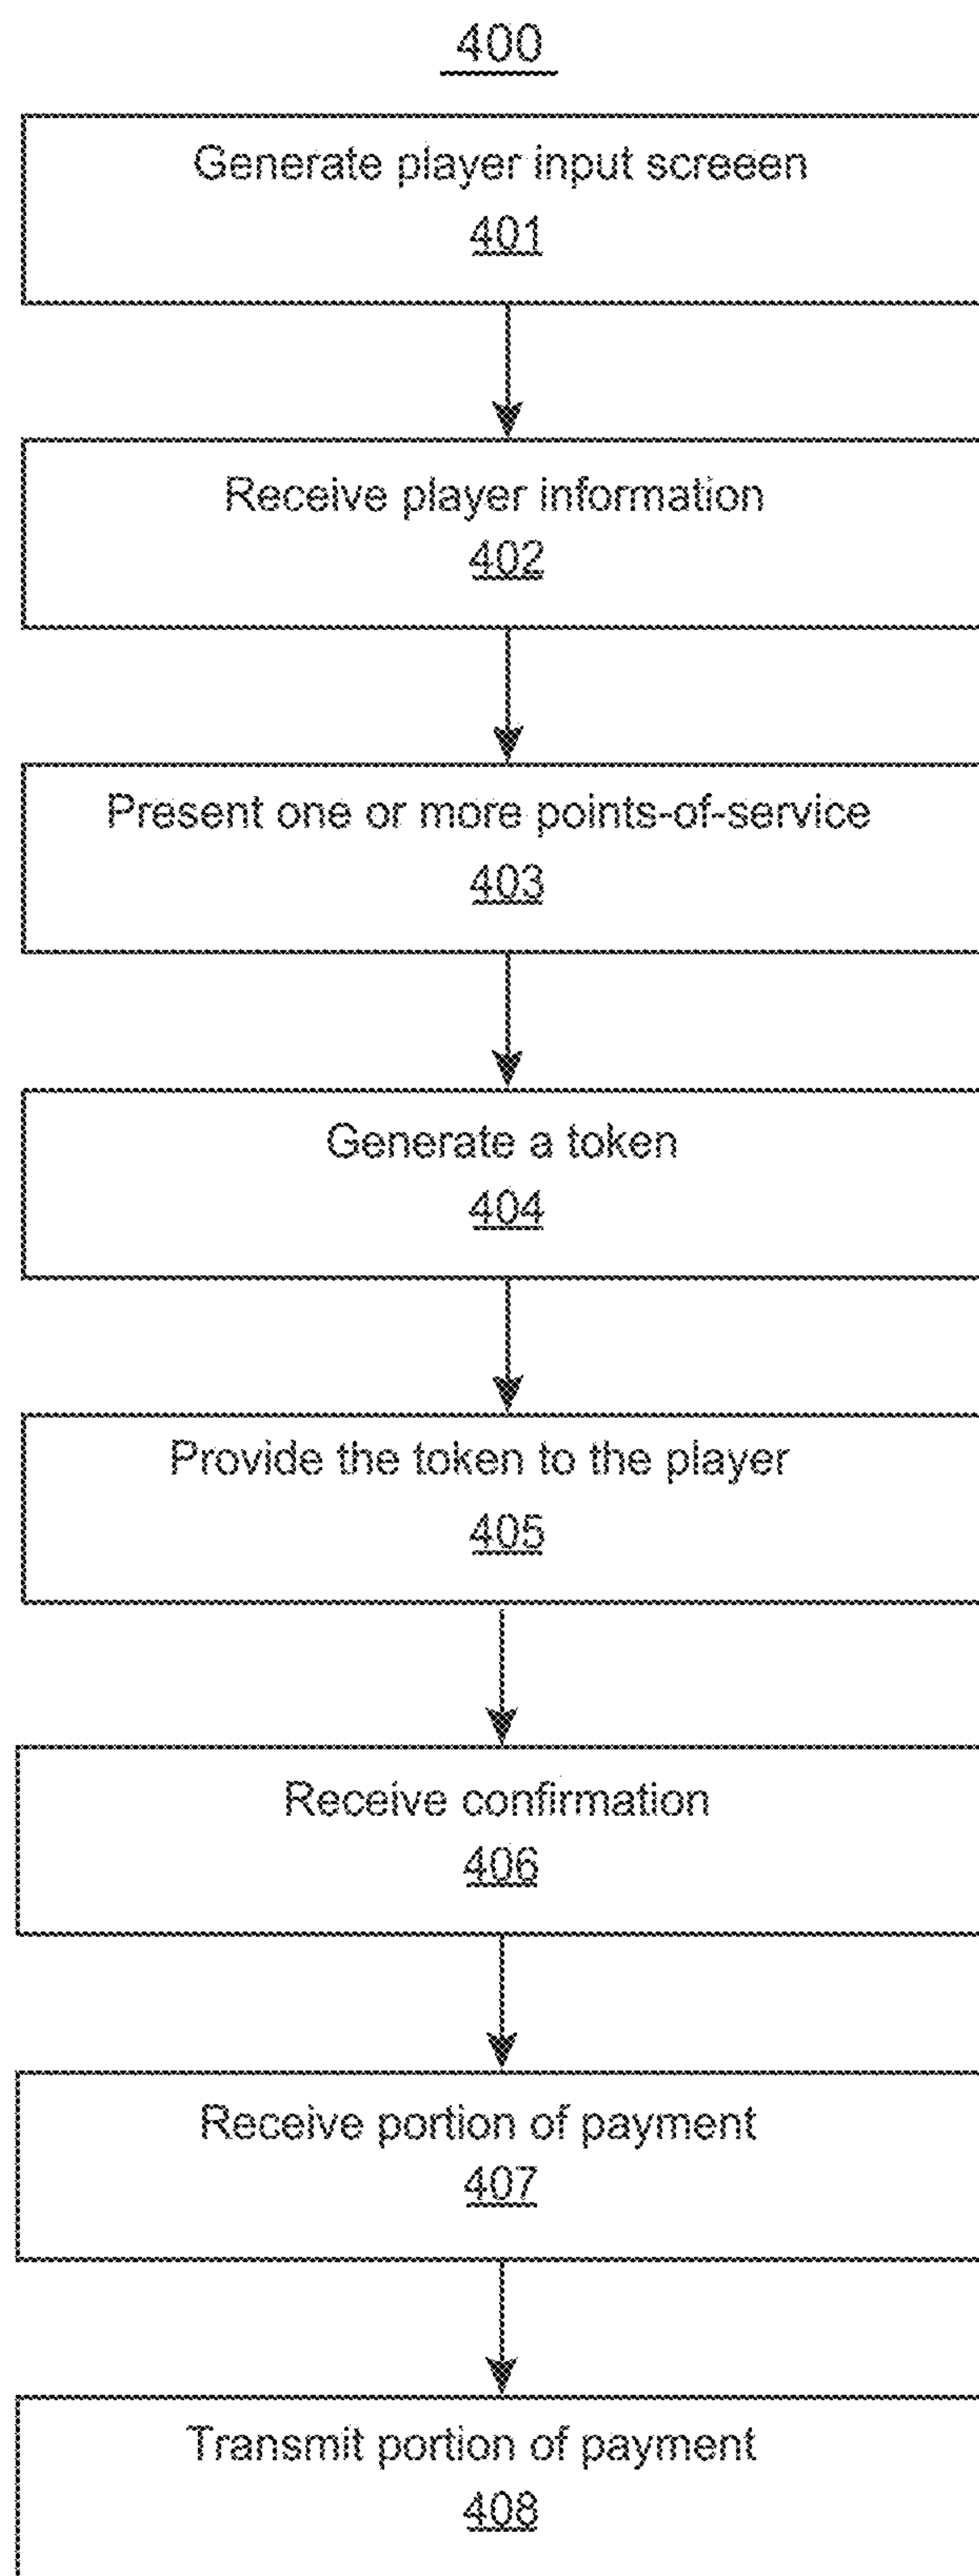 400
Generate player input screeen
401
Receive player information
402
Present one or more points-of-service
403
Generate a token
404
Provide the token to the player
405
Receive confirmation
406
Receive portion of payment
407
Transmit portion of payment
408